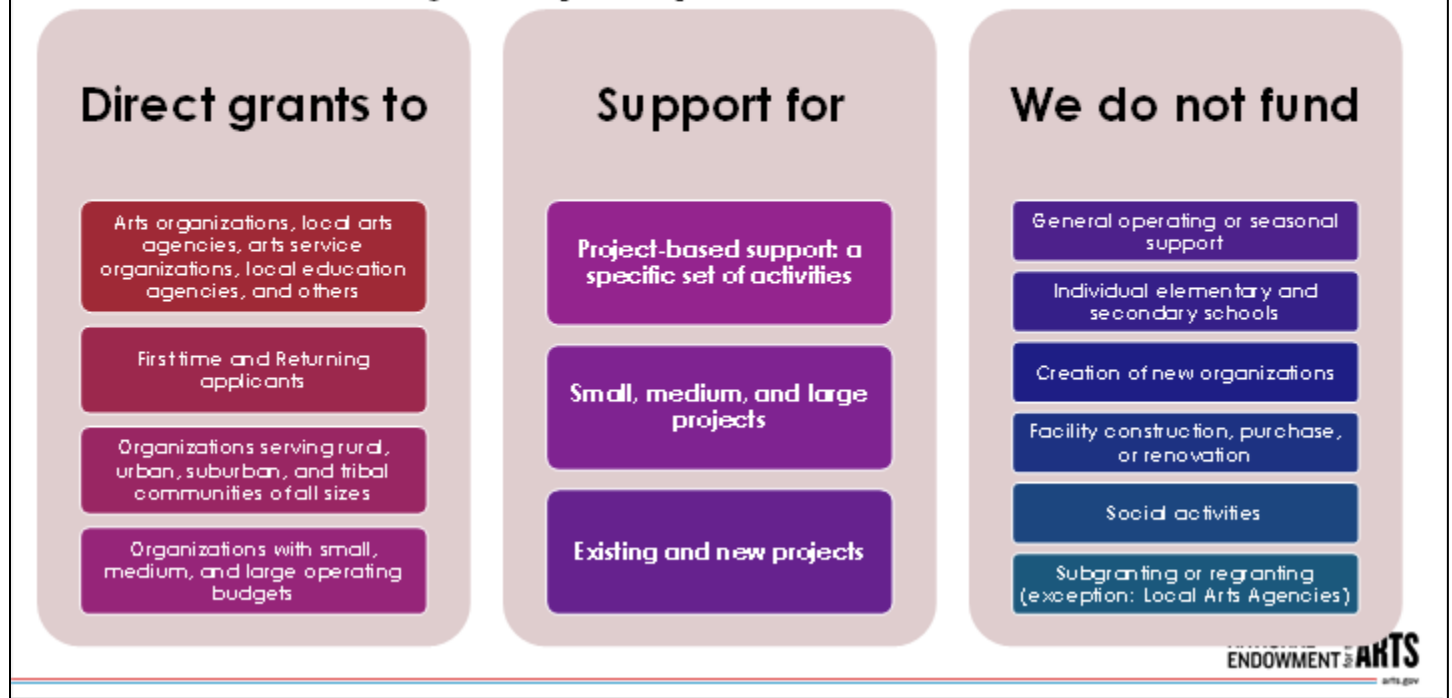 Direct grants to
Arts organizations, local arts
agencies, arts service
organizations, local education
agencies, and others
First time and Returning
applicants
Organizations serving rural,
urban, suburban, and tribal
communities of all sizes
Organizations with small,
medium, and large operating
budgets
Support for
Project-based support: a
specific set of activities
Small, medium, and large
projects
Existing and new projects
We do not fund
General operating or seasonal
support
Individual elementary and
secondary schools
Creation of new organizations
Facility construction, purchase,
or renovation
Social activities
Subgranting or regranting
(exception: Local Arts Agencies)
ENDOWMENT for the ARTS
arts.gov